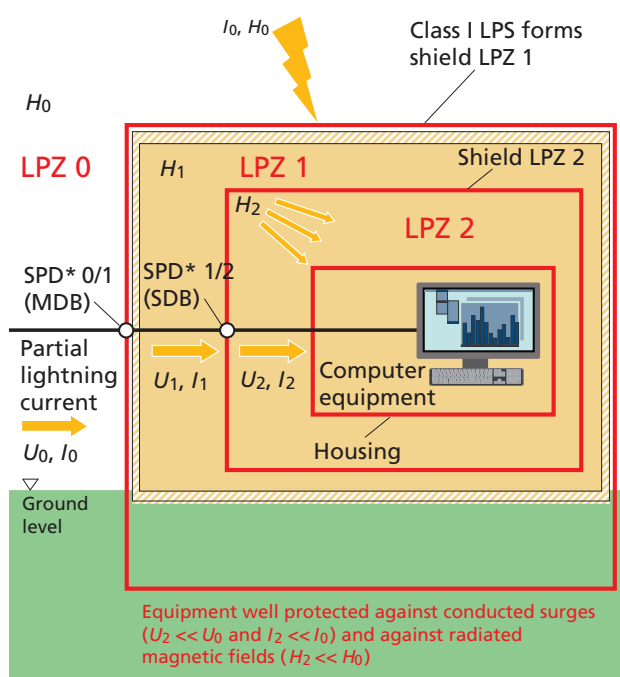 I0, H0
Class I LPS forms
shield LPZ 1
H0
LPZ 0
H1
LPZ 1
Shield LPZ 2
H2
LPZ 2
SPD* 0/1
(MDB)
SPD* 1/2
(SDB)
Partial
lightning
current
U0, I0
U1, I1
U2, I2
Computer
equipment
Housing
Ground
level
Equipment well protected against conducted surges
(U2 << U0 and I2 << I0) and against radiated
magnetic fields (H2 << H0)